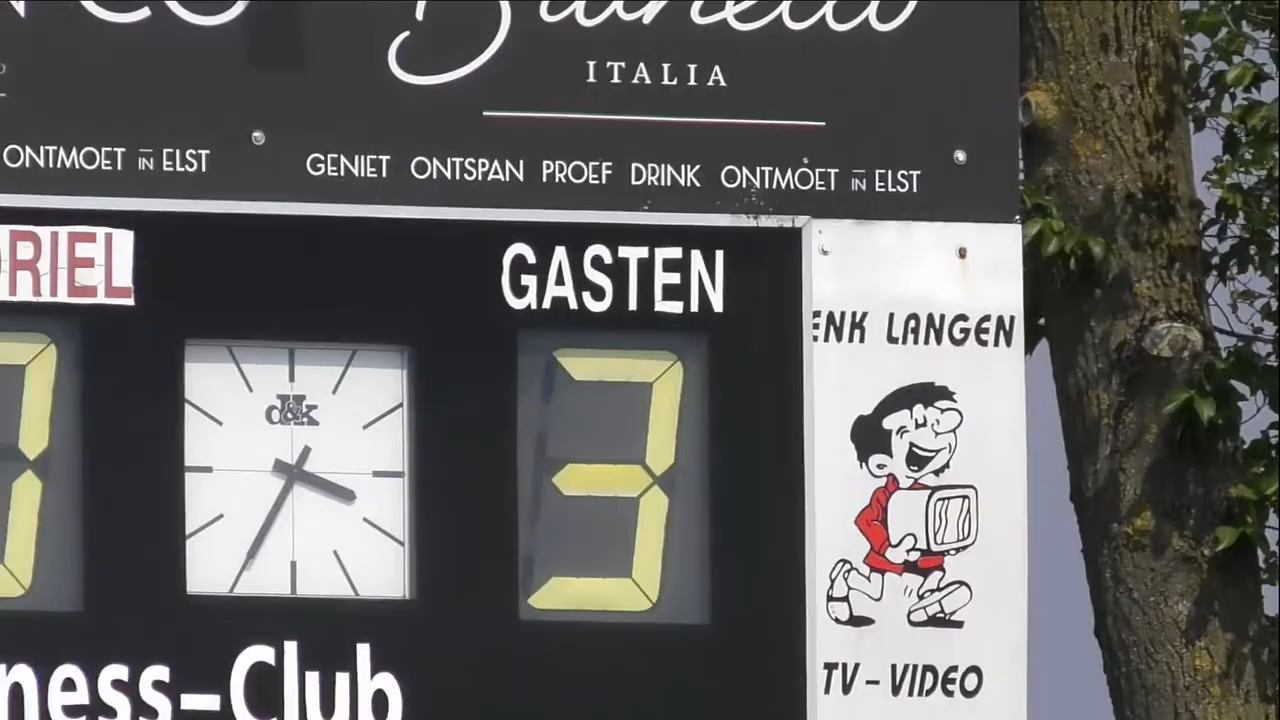 ITALIA
ONTMOET IN ELST
GENIET ONTSPAN PROEF DRINK ONTMOET IN ELST
RIEL
GASTEN
ENK LANGEN
d&k
3
ness-Club
TV-VIDEO